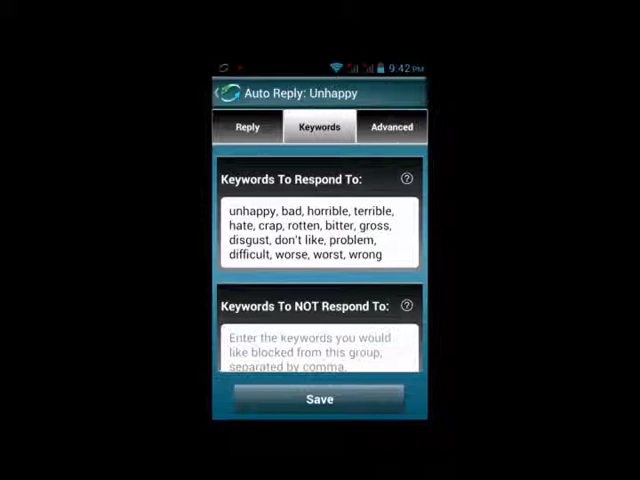 9:42 PM
Auto Reply: Unhappy
Reply Keywords Advanced
Keywords To Respond To:
unhappy, bad, horrible, terrible,
hate, crap, rotten, bitter, gross,
disgust, don't like, problem,
difficult, worse, worst, wrong
Keywords To NOT Respond To:
Enter the keywords you would
like blocked from this group,
separated by comma.
Save